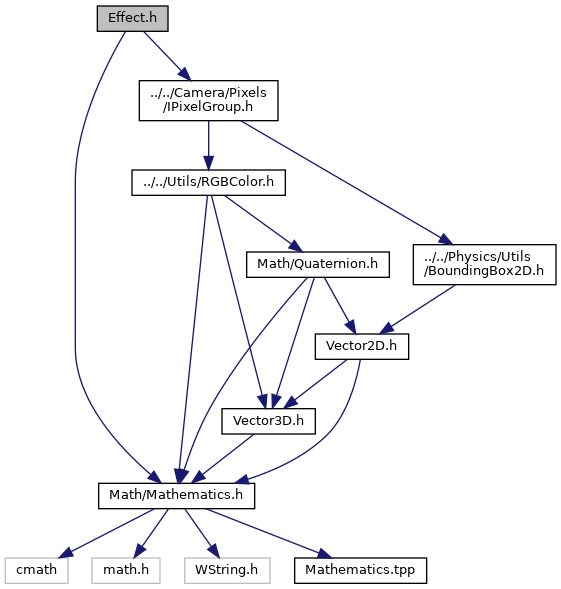 Effect.h
../../Camera/Pixels
/IPixelGroup.h
../../Utils/RGBColor.h
Math/Quaternion.h
../../Physics/Utils
/BoundingBox2D.h
Vector2D.h
Vector3D.h
Math/Mathematics.h
cmath
math.h
WString.h
Mathematics.tpp